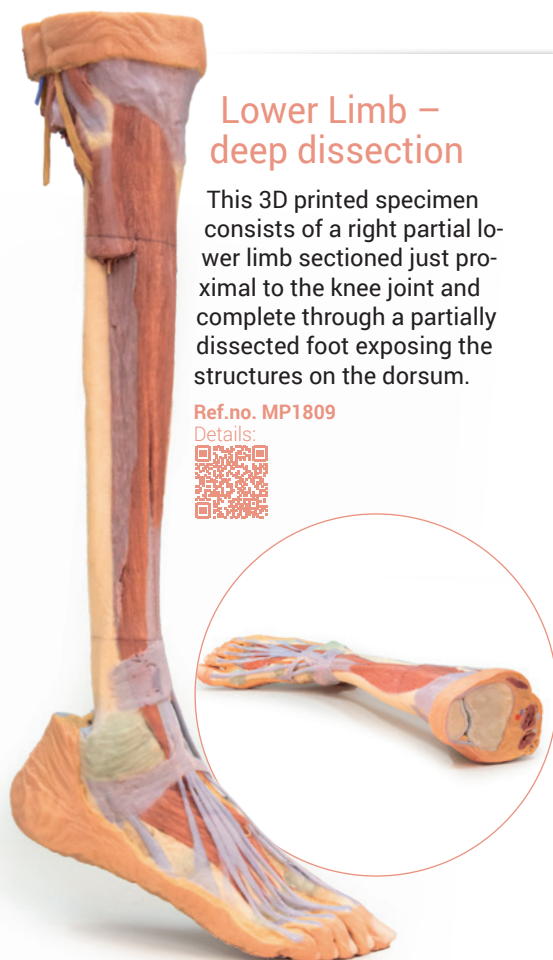 Lower Limb –
deep dissection
This 3D printed specimen
consists of a right partial lo-
wer limb sectioned just pro-
ximal to the knee joint and
complete through a partially
dissected foot exposing the
structures on the dorsum.
Ref.no. MP1809
Details: